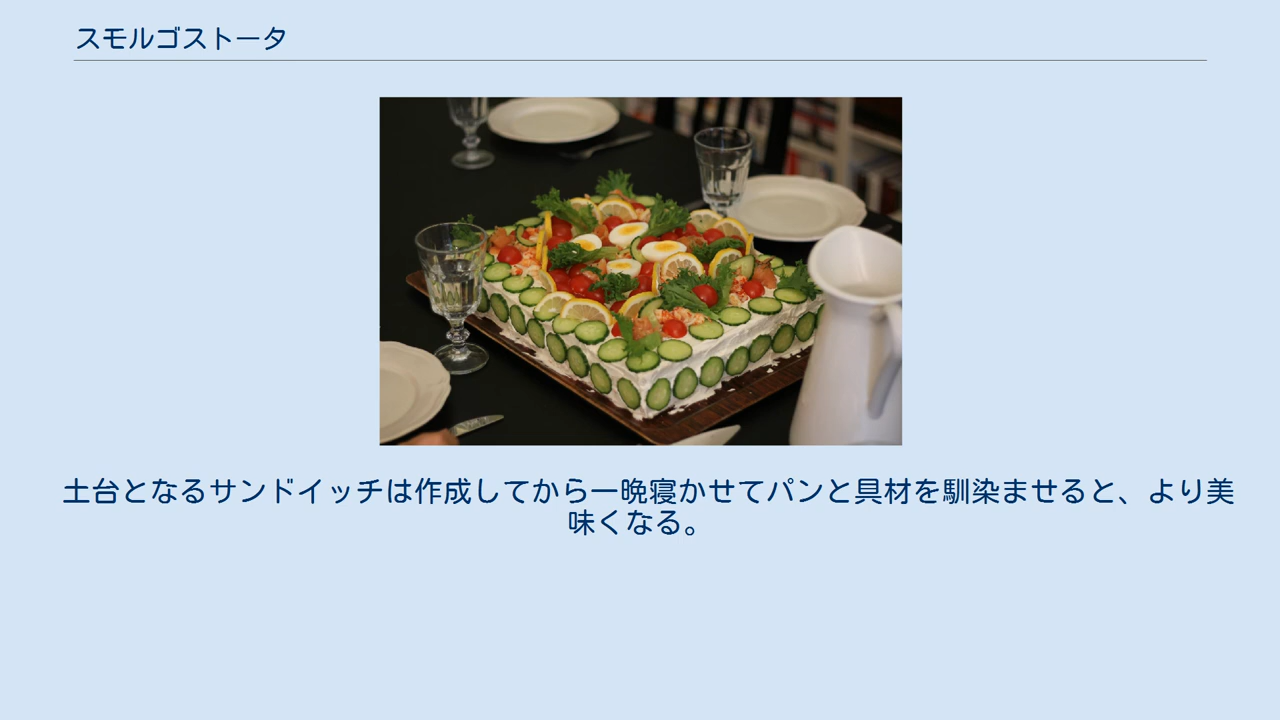 スモルゴストータ
土台となるサンドイッチは作成してから一晩寝かせてパンと具材を馴染ませると、より美
味くなる。